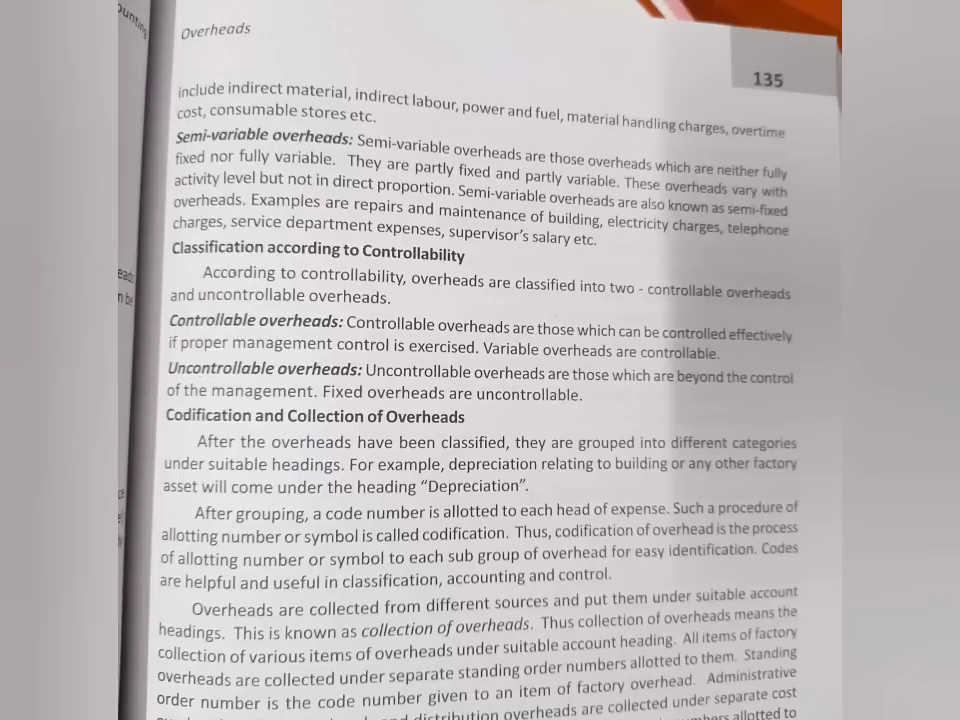 ounting
Overheads
135
include indirect material, indirect labour, power and fuel, material handling charges, overtime
cost, consumable stores etc.
Semi-variable overheads: Semi-variable overheads are those overheads which are neither fully
fixed nor fully variable. They are partly fixed and partly variable. These overheads vary with
activity level but not in direct proportion. Semi-variable overheads are also known as semi-fixed
overheads. Examples are repairs and maintenance of building, electricity charges, telephone
charges, service department expenses, supervisor's salary etc.
Classification according to Controllability
According to controllability, overheads are classified into two - controllable overheads
and uncontrollable overheads.
Controllable overheads: Controllable overheads are those which can be controlled effectively
if proper management control is exercised. Variable overheads are controllable.
Uncontrollable overheads: Uncontrollable overheads are those which are beyond the control
of the management. Fixed overheads are uncontrollable.
Codification and Collection of Overheads
After the overheads have been classified, they are grouped into different categories
under suitable headings. For example, depreciation relating to building or any other factory
asset will come under the heading “Depreciation”.
After grouping, a code number is allotted to each head of expense. Such a procedure of
allotting number or symbol is called codification. Thus, codification of overhead is the process
of allotting number or symbol to each sub group of overhead for easy identification. Codes
are helpful and useful in classification, accounting and control.
Overheads are collected from different sources and put them under suitable account
headings. This is known as collection of overheads. Thus collection of overheads means the
collection of various items of overheads under suitable account heading. All items of factory
overheads are collected under separate standing order numbers allotted to them. Standing
order number is the code number given to an item of factory overhead. Administrative
distribution overheads are collected under separate cost
allotted to